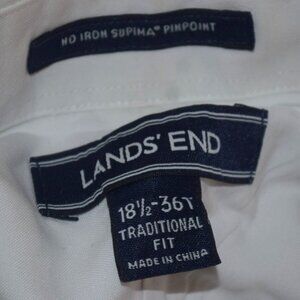 NO IRON SUPIMA® PINPOINT
LANDS' END
18½-36T
TRADITIONAL
FIT
MADE IN CHINA